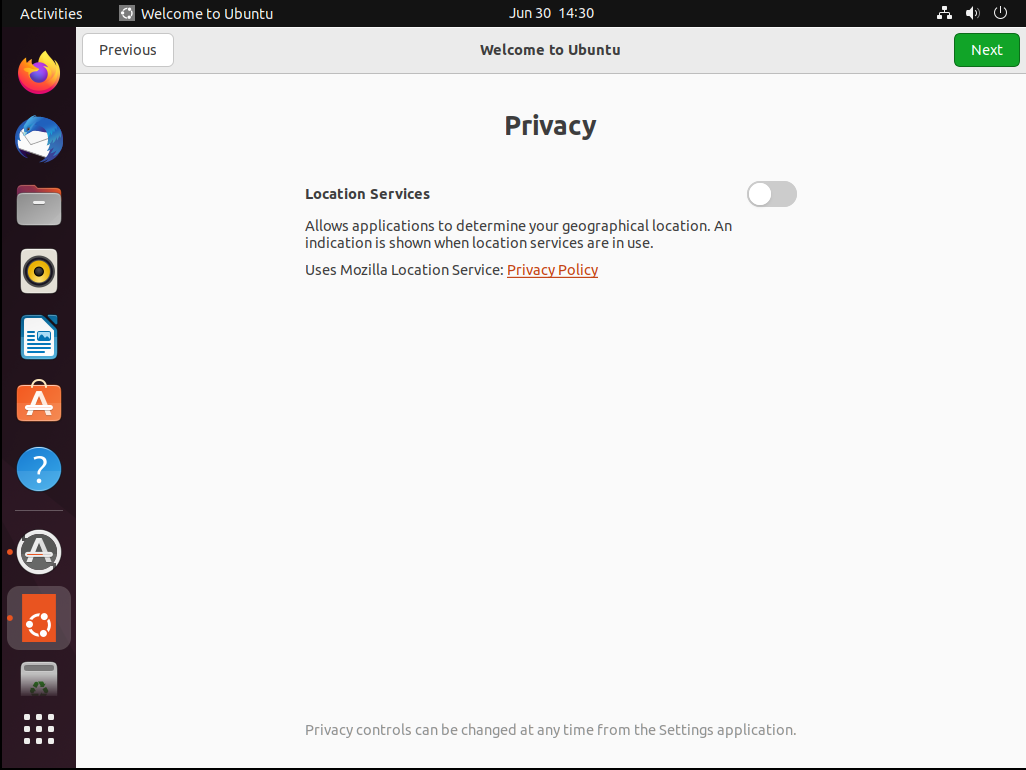 Activities
Welcome to Ubuntu
Jun 30 14:30
Previous
Welcome to Ubuntu
Next
Privacy
Location Services
Allows applications to determine your geographical location. An
indication is shown when location services are in use.
Uses Mozilla Location Service: Privacy Policy
?
Privacy controls can be changed at any time from the Settings application.